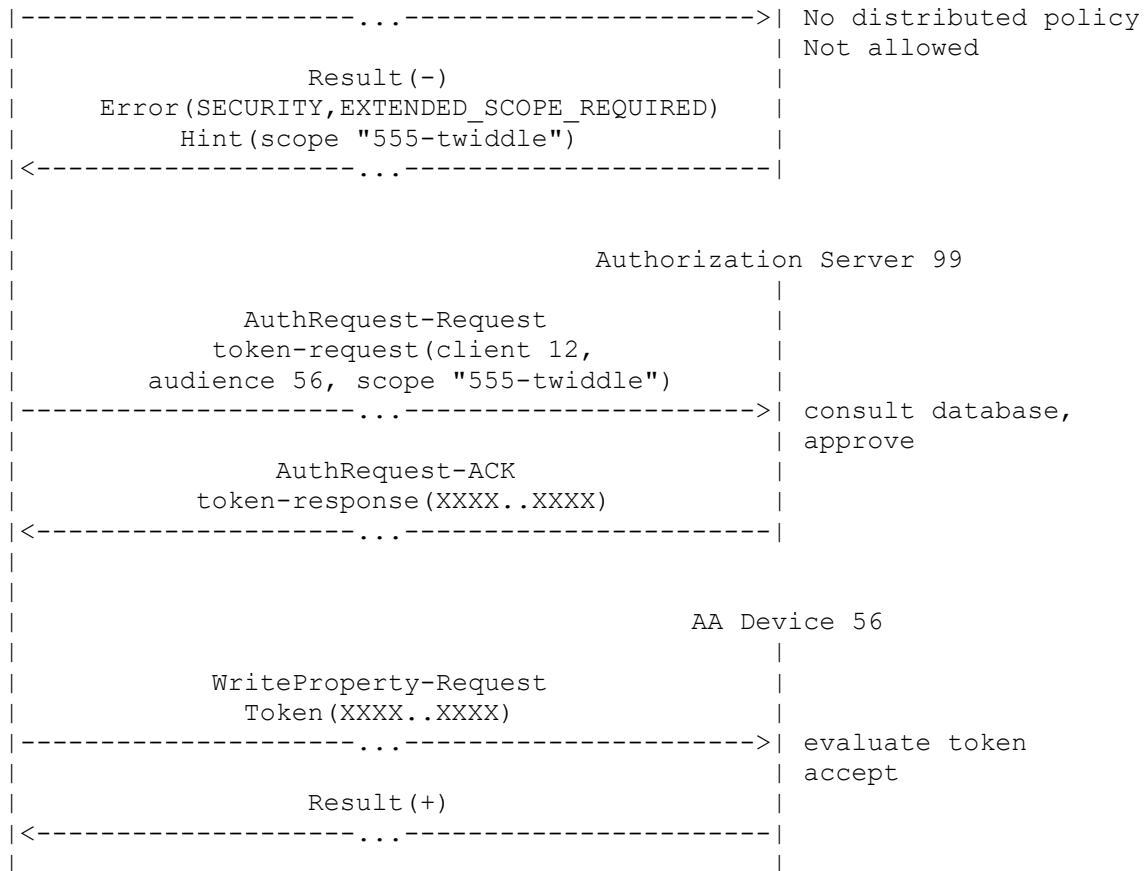 |---------------------...---------------------->| No distributed policy
|                                               | Not allowed
|                  Result(-)                    |
|     Error(SECURITY,EXTENDED_SCOPE_REQUIRED)   |
|          Hint(scope "555-twiddle")            |
|<--------------------...-----------------------|
|
|
|                                    Authorization Server 99
|                                               |
|              AuthRequest-Request              |
|            token-request(client 12,           |
|        audience 56, scope "555-twiddle")      |
|---------------------...---------------------->| consult database,
|                                               | approve
|                AuthRequest-ACK                |
|           token-response(XXXX..XXXX)          |
|<--------------------...-----------------------|
|
|
|                                          AA Device 56
|                                               |
|            WriteProperty-Request              |
|              Token(XXXX..XXXX)                |
|---------------------...---------------------->| evaluate token
|                                               | accept
|                  Result(+)                    |
|<--------------------...-----------------------|
|                                               |